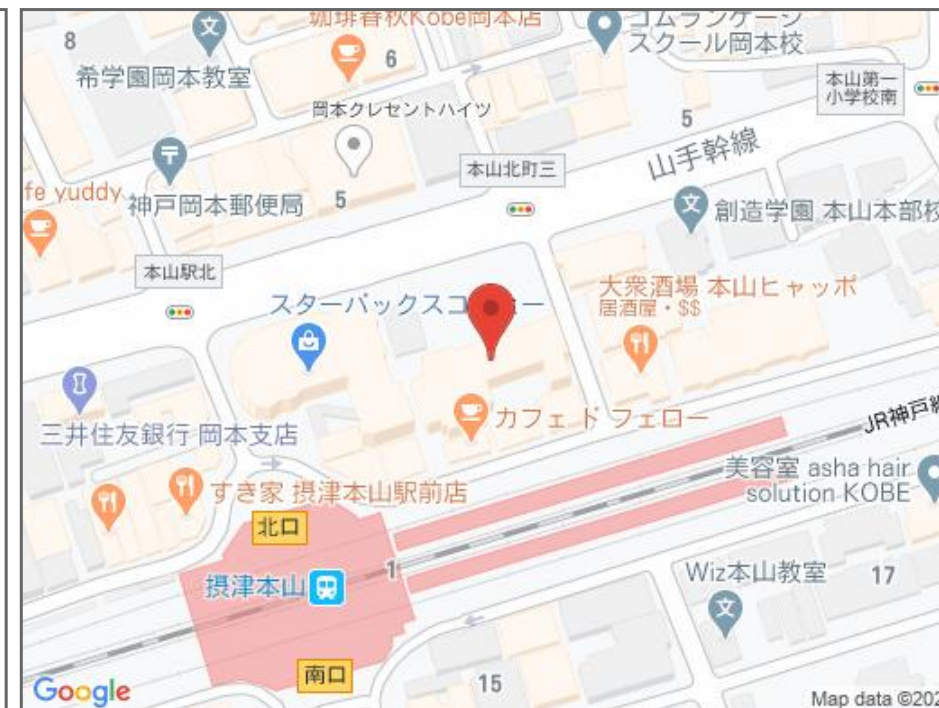 珈琲春秋Kobe岡本店
コムランゲージ
スクール岡本校
8
6
希学園岡本教室
本山第一
小学校南
岡本クレセントハイツ
5
山手幹線
本山北町三
fe yuddy
神戸岡本郵便局
5
創造学園 本山本部校
本山駅北
スターバックスコ
ー
大衆酒場 本山ヒャッポ
居酒屋・$$
カフェ ド フェロー
JR神戸線
三井住友銀行 岡本支店
美容室 asha hair
solution KOBE
すき家 摂津本山駅前店
北口
1
摂津本山
Wiz本山教室
17
南口
15
Google
Map data ©202